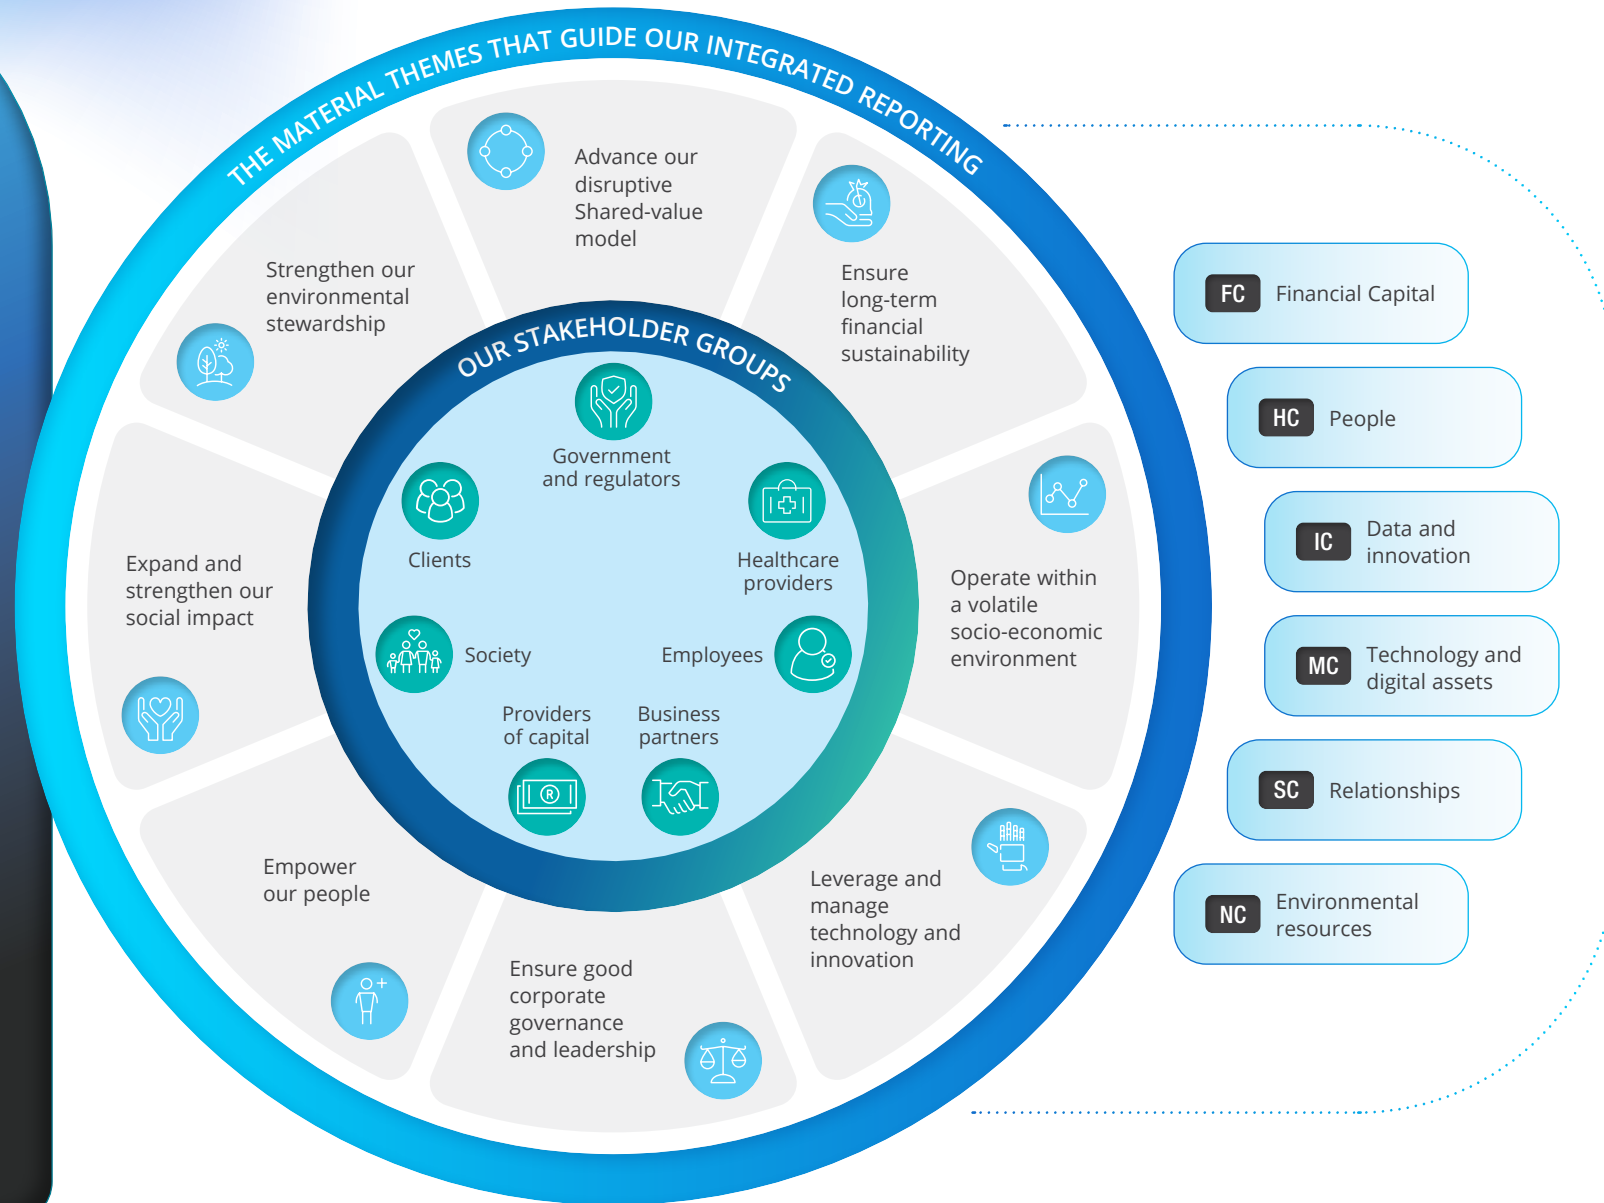 THE MATERIAL THEMES THAT GUIDE OUR INTEGRATED REPORTING
Advance our
disruptive
Shared-value
model
Ensure
long-term
financial
sustainability
Operate within
a volatile
socio-economic
environment
Leverage and
manage
technology and
innovation
Ensure good
corporate
governance
and leadership
Empower
our people
Expand and
strengthen our
social impact
Strengthen our
environmental
stewardship
OUR STAKEHOLDER GROUPS
Government
and regulators
Healthcare
providers
Employees
Business
partners
Providers
of capital
R
Society
Clients
FC Financial Capital
HC People
IC Data and
innovation
MC Technology and
digital assets
SC Relationships
NC Environmental
resources